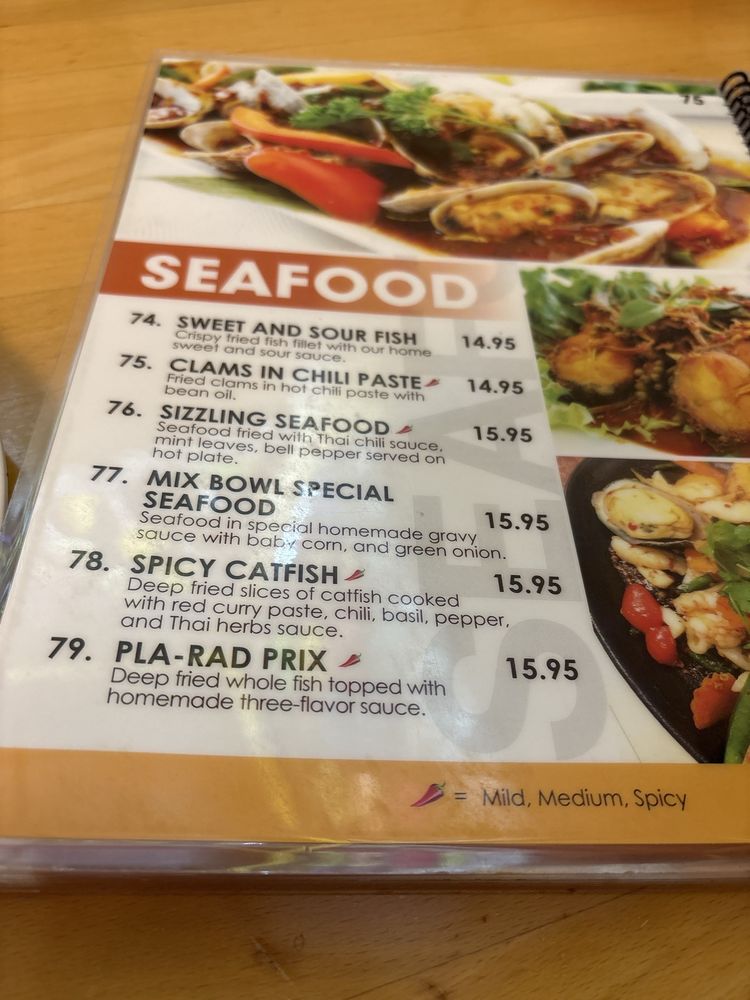 75
SEAFOOD
74. SWEET AND SOUR FISH 14.95
Crispy fried fish fillet with our home
sweet and sour sauce.
75. CLAMS IN CHILI PASTE 14.95
Fried clams in hot chili paste with
bean oil.
76. SIZZLING SEAFOOD 15.95
Seafood fried with Thai chili sauce,
mint leaves, bell pepper served on
hot plate.
77. MIX BOWL SPECIAL
SEAFOOD 15.95
Seafood in special homemade gravy
sauce with baby corn, and green onion.
78. SPICY CATFISH 15.95
Deep fried slices of catfish cooked
with red curry paste, chili, basil, pepper,
and Thai herbs sauce.
79. PLA-RAD PRIX 15.95
Deep fried whole fish topped with
homemade three-flavor sauce.
= Mild, Medium, Spicy